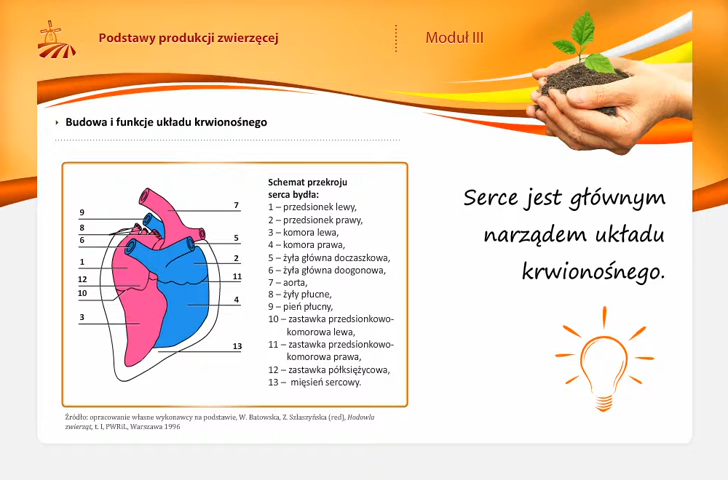 Podstawy produkcji zwierzęcej
Moduł III
Budowa i funkcje układu krwionośnego
Schemat przekroju
serca bydła:
1 – przedsionek lewy,
2 – przedsionek prawy,
3 – komora lewa,
4 – komora prawa,
5 – żyła główna doczaszkowa,
6 – żyła główna doogonowa,
7 – aorta,
8 – żyły płucne,
9 – pień płucny,
10 – zastawka przedsionkowo-
komorowa lewa,
11 – zastawka przedsionkowo-
komorowa prawa,
12 – zastawka półksiężycowa,
13 – mięsień sercowy.
9
8
6
1
12
10
3
7
5
2
11
4
13
Źródło: opracowanie własne wykonawcy na podstawie, W. Batowska, Z. Szlaszyńska (red), Hodowla
zwierząt, t. I, PWRiL, Warszawa 1996
Serce jest głównym
narządem układu
krwionośnego.